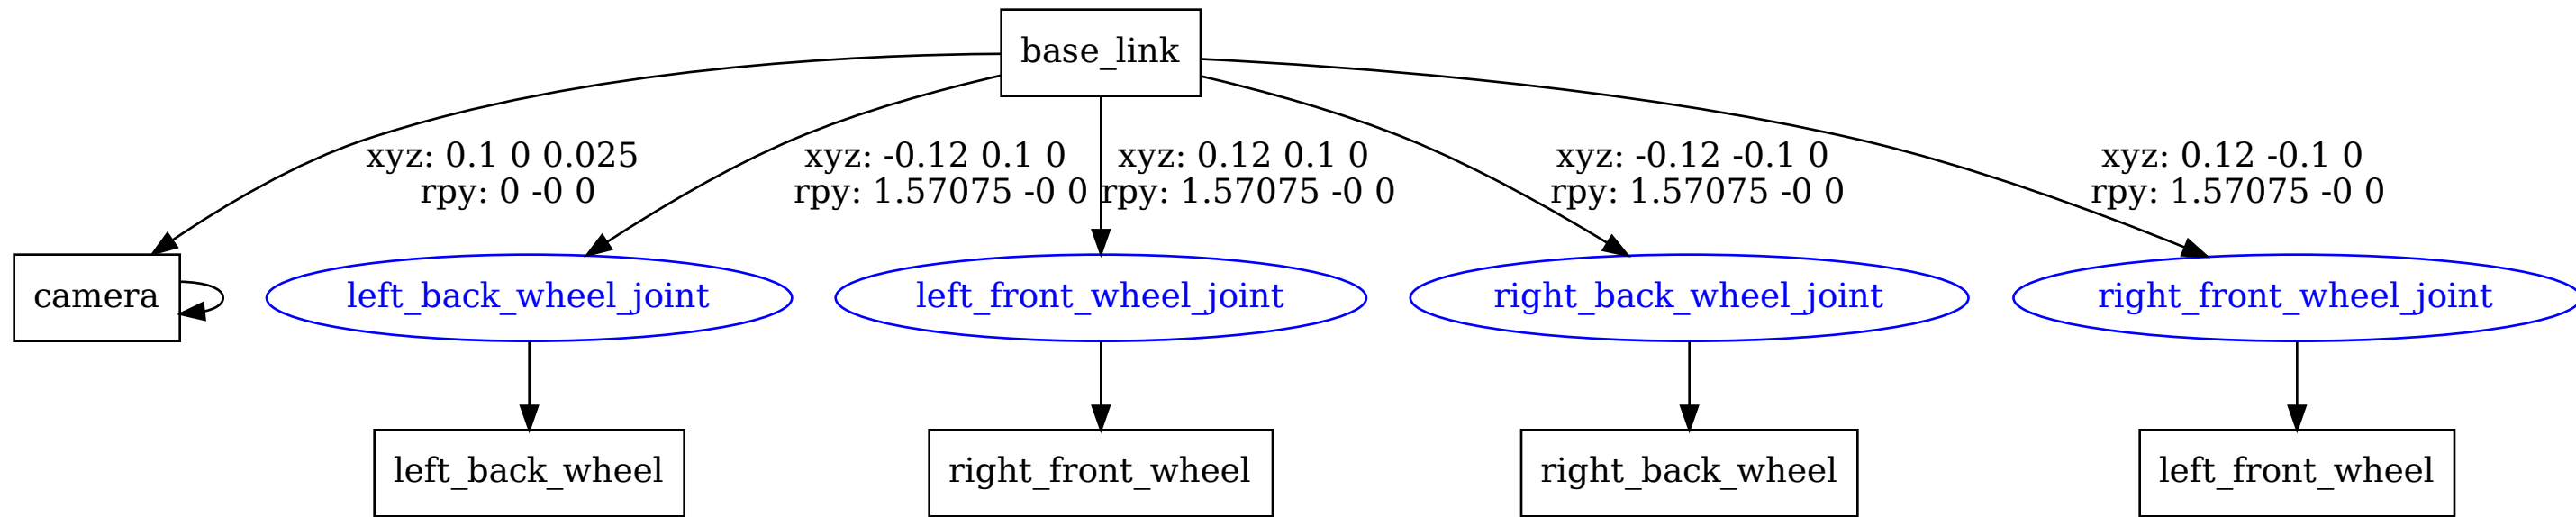 base_link
xyz: 0.1 0 0.025
rpy: 0 -0 0
xyz: -0.12 0.1 0
rpy: 1.57075 -0 0
xyz: 0.12 0.1 0
rpy: 1.57075 -0 0
xyz: -0.12 -0.1 0
rpy: 1.57075 -0 0
xyz: 0.12 -0.1 0
rpy: 1.57075 -0 0
camera
left_back_wheel_joint
left_front_wheel_joint
right_back_wheel_joint
right_front_wheel_joint
left_back_wheel
right_front_wheel
right_back_wheel
left_front_wheel